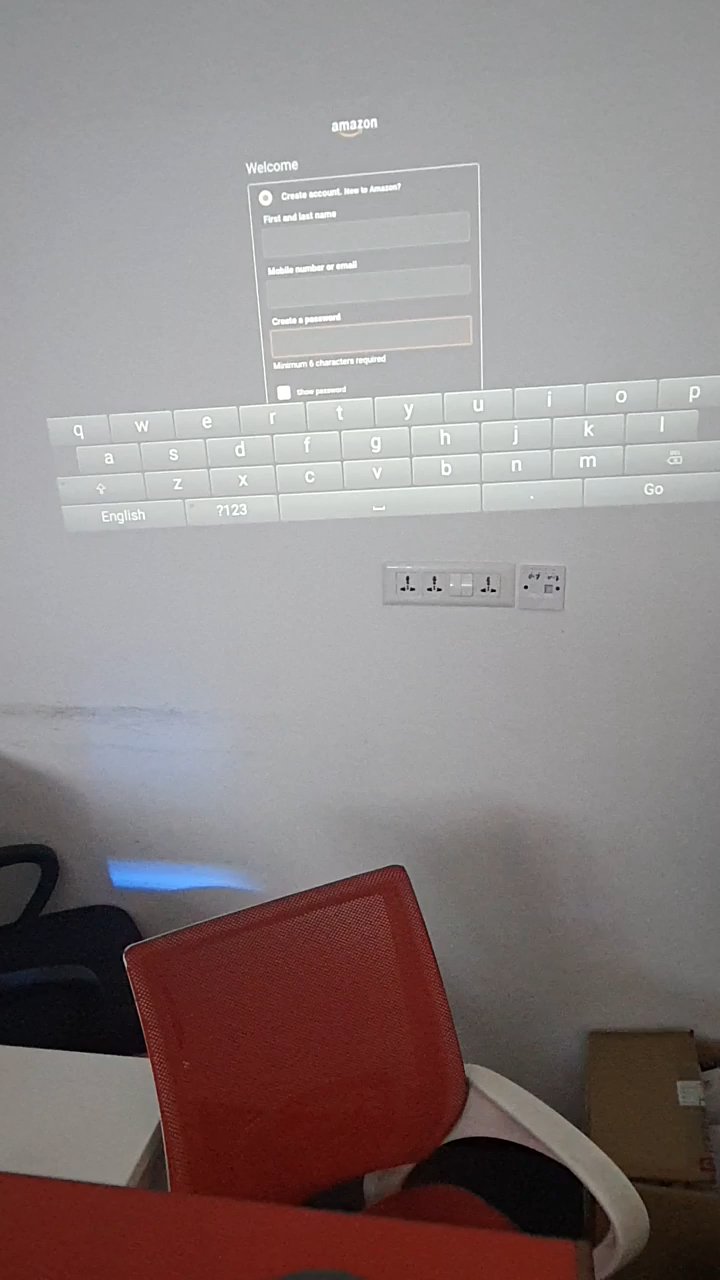 amazon
Welcome
Create account. New to Amazon?
First and last name
Mobile number or email
Create a password
Minimum 6 characters required
Show password
q w e r t y u i o p
a s d f g h j k l
z x c v b n m
English ?123 . Go